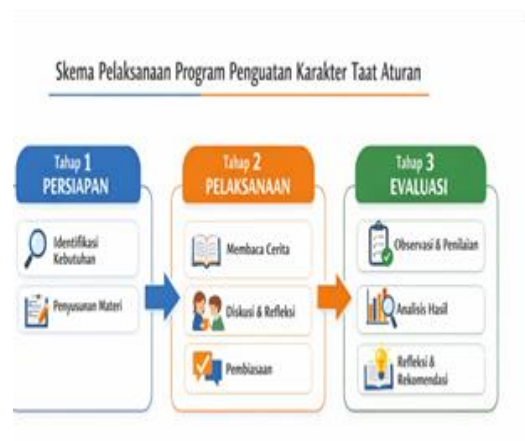 Skema Pelaksanaan Program Penguatan Karakter Taat Aturan
Tahap 1
PERSIAPAN
Identifikasi
Kebutuhan
Penyusunan Materi
Tahap 2
PELAKSANAAN
Membaca Cerita
Diskusi & Refleksi
Pembiasaan
Tahap 3
EVALUASI
Observasi & Penilaian
Analisis Hasil
Refleksi &
Rekomendasi